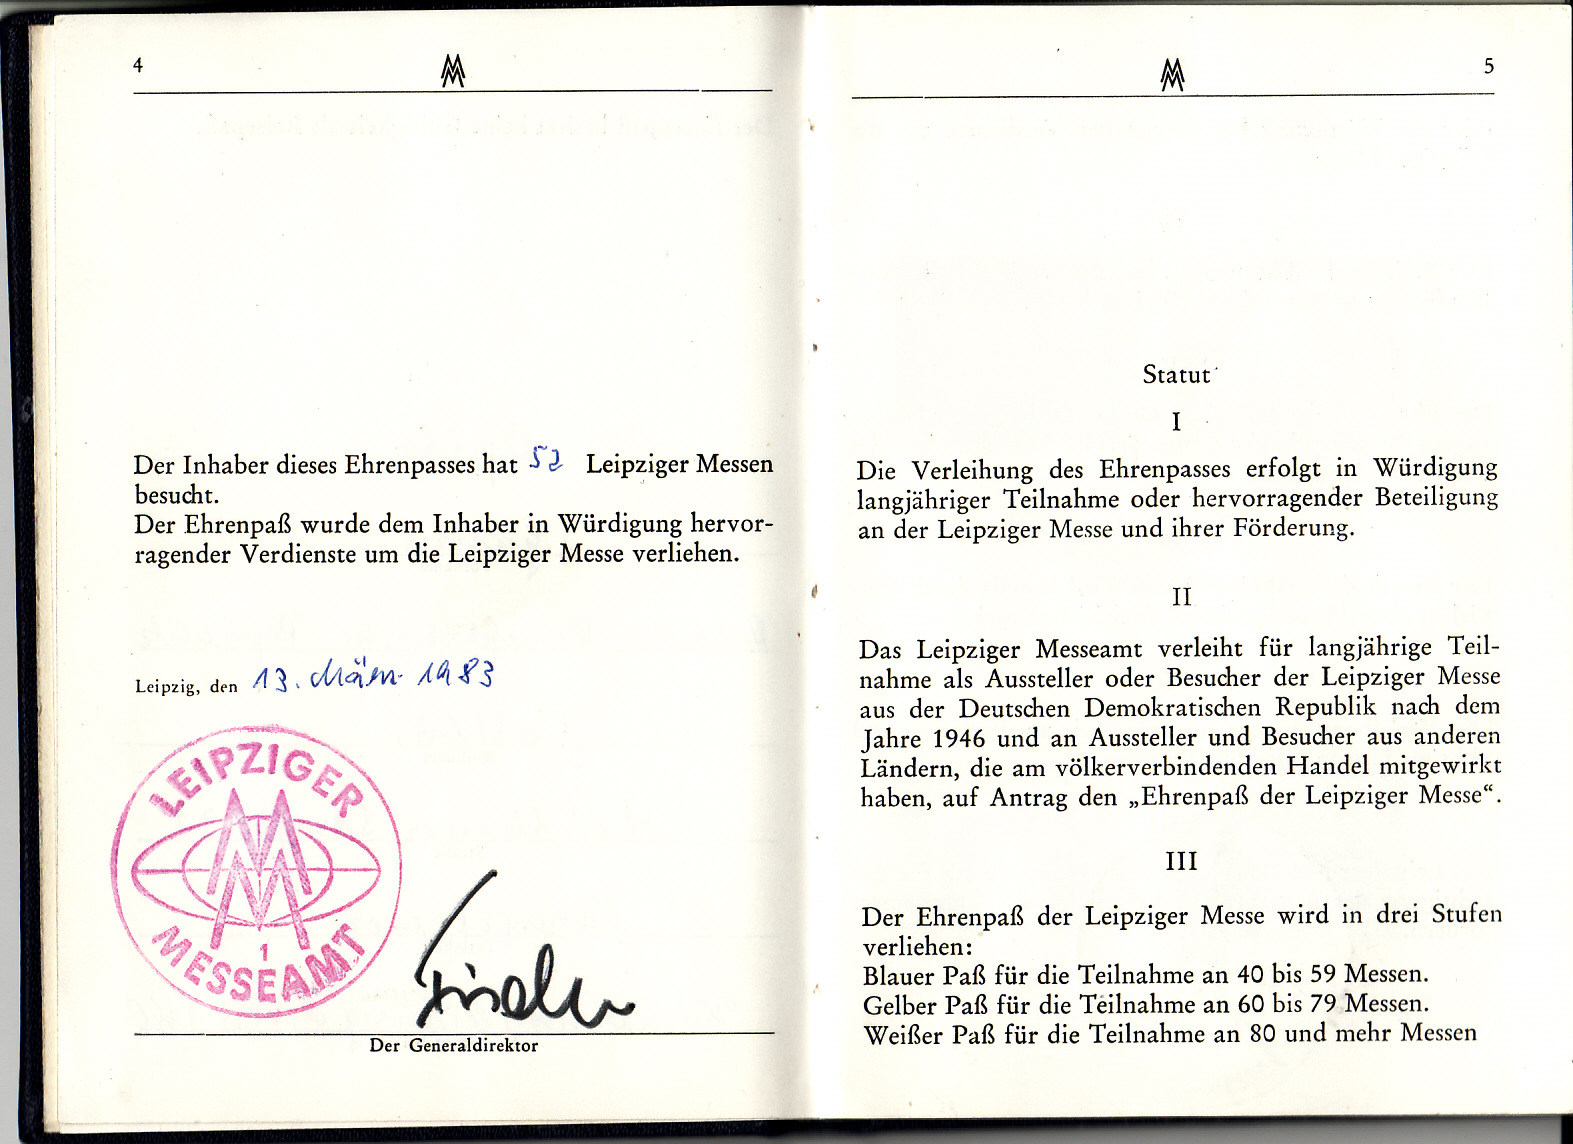 4
Der Inhaber dieses Ehrenpasses hat 52 Leipziger Messen
besucht.
Der Ehrenpaß wurde dem Inhaber in Würdigung hervor-
ragender Verdienste um die Leipziger Messe verliehen.
Leipzig, den 13. März 1983
LEIPZIGER
MM
1
MESSEAMT
Der Generaldirektor
5
Statut
I
Die Verleihung des Ehrenpasses erfolgt in Würdigung
langjähriger Teilnahme oder hervorragender Beteiligung
an der Leipziger Messe und ihrer Förderung.
II
Das Leipziger Messeamt verleiht für langjährige Teil-
nahme als Aussteller oder Besucher der Leipziger Messe
aus der Deutschen Demokratischen Republik nach dem
Jahre 1946 und an Aussteller und Besucher aus anderen
Ländern, die am völkerverbindenden Handel mitgewirkt
haben, auf Antrag den „Ehrenpaß der Leipziger Messe“.
III
Der Ehrenpaß der Leipziger Messe wird in drei Stufen
verliehen:
Blauer Paß für die Teilnahme an 40 bis 59 Messen.
Gelber Paß für die Teilnahme an 60 bis 79 Messen.
Weißer Paß für die Teilnahme an 80 und mehr Messen